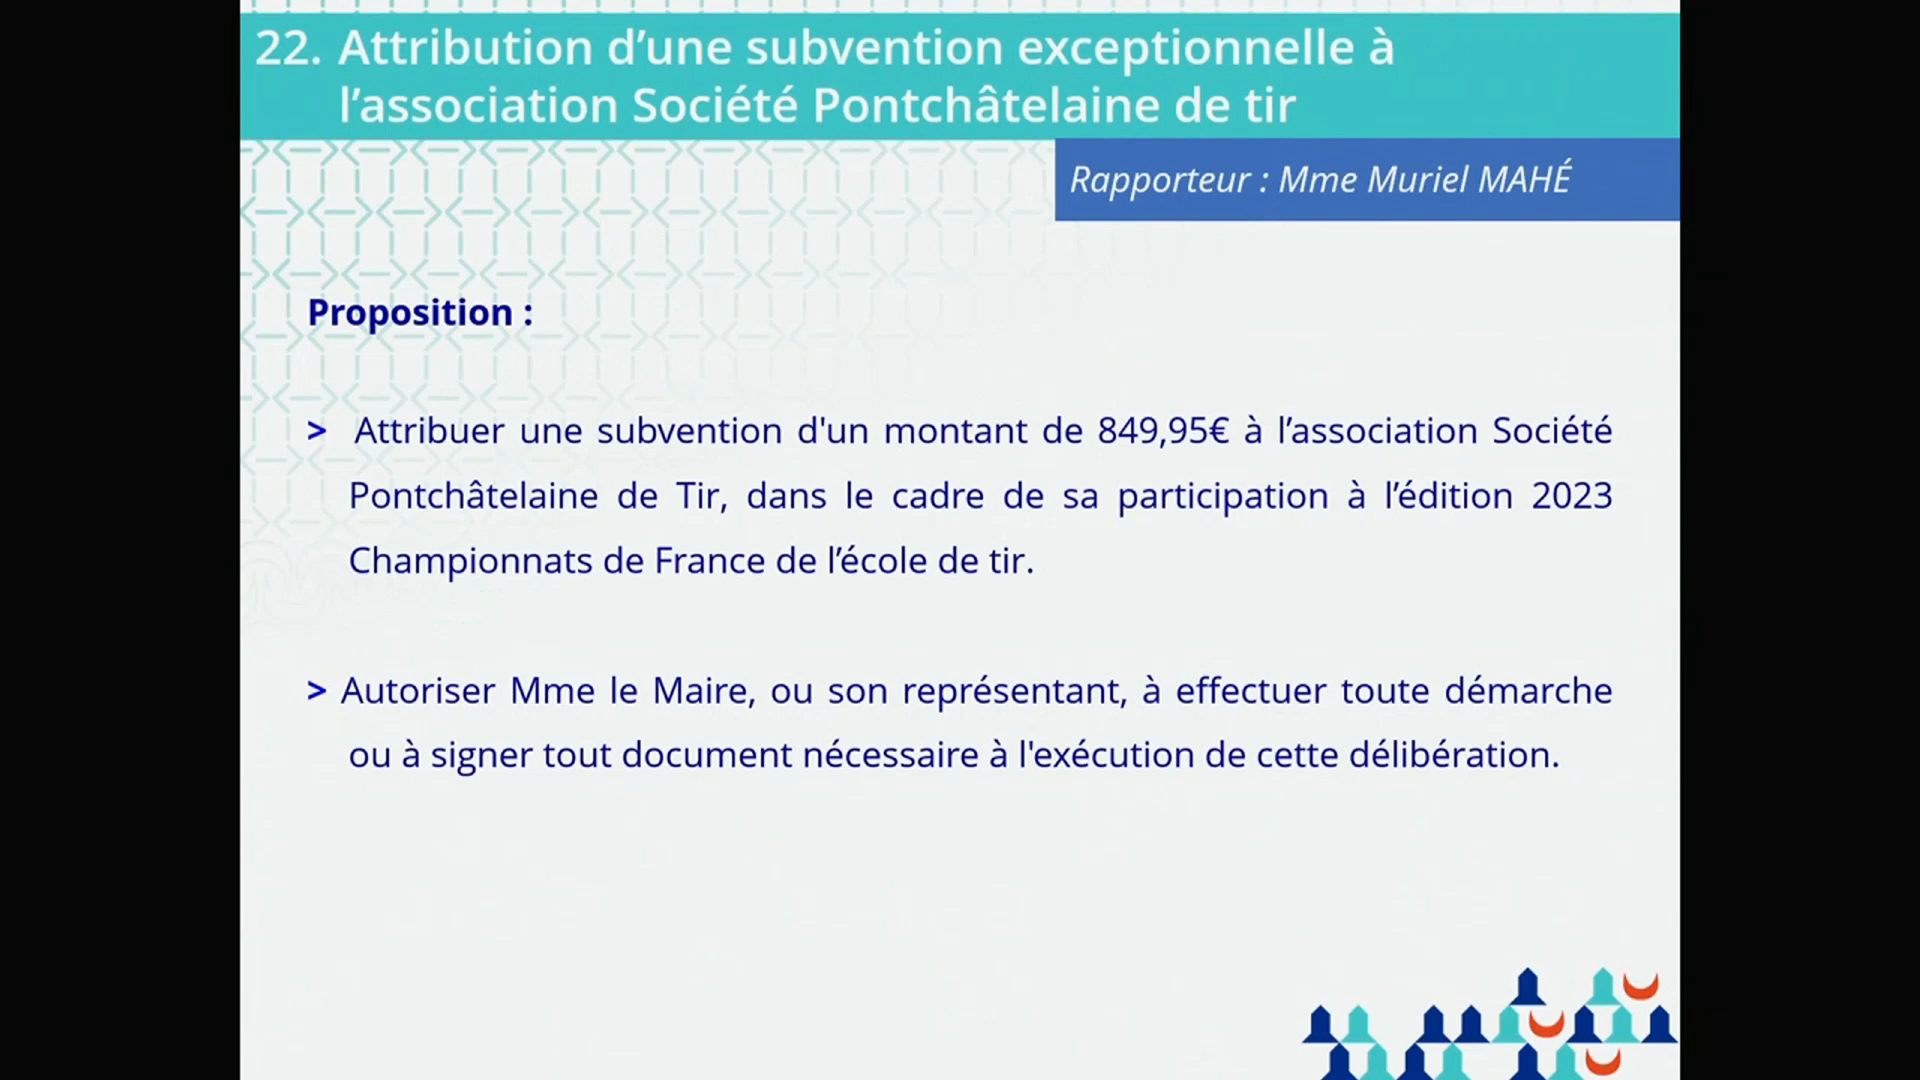 22. Attribution d’une subvention exceptionnelle à
l’association Société Pontchâtelaine de tir
Rapporteur : Mme Muriel MAHÉ
Proposition :
> Attribuer une subvention d'un montant de 849,95€ à l’association Société
Pontchâtelaine de Tir, dans le cadre de sa participation à l’édition 2023
Championnats de France de l’école de tir.
> Autoriser Mme le Maire, ou son représentant, à effectuer toute démarche
ou à signer tout document nécessaire à l'exécution de cette délibération.